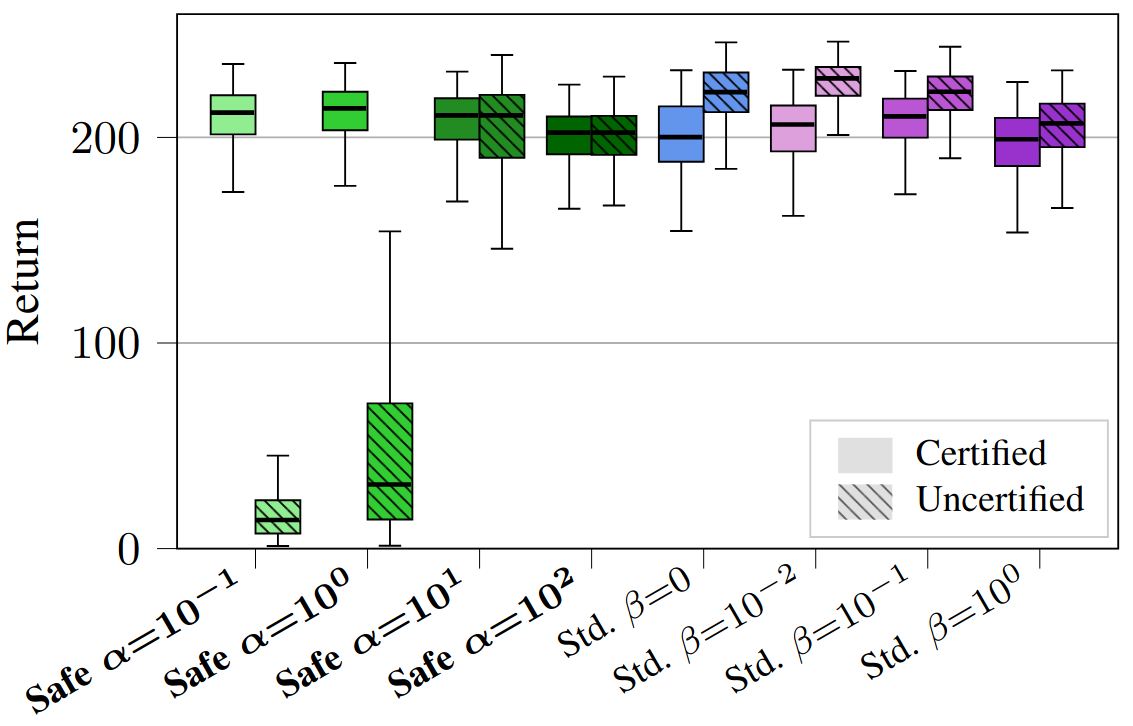 Return
200
100
0
Certified
Uncertified
Safe α=10⁻¹
Safe α=10⁰
Safe α=10¹
Safe α=10²
Std. β=0
Std. β=10⁻²
Std. β=10⁻¹
Std. β=10⁰